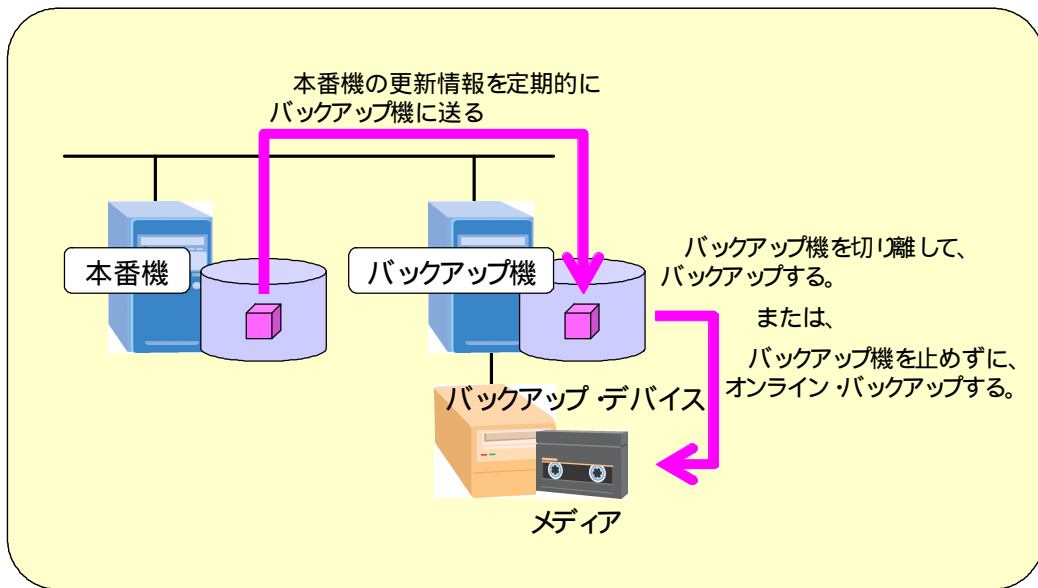 本番機の更新情報を定期的に
バックアップ機に送る
本番機
バックアップ機
バックアップ機を切り離して、
バックアップする。
または、
バックアップ機を止めずに、
オンライン・バックアップする。
バックアップ・デバイス
メディア